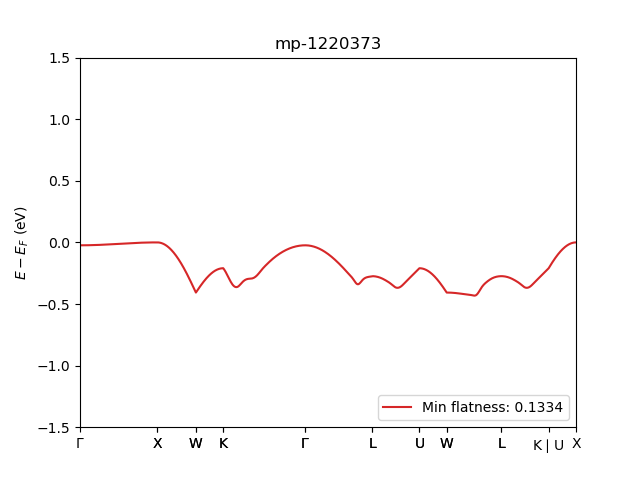 mp-1220373
1.5
1.0
0.5
0.0
−0.5
−1.0
−1.5
E − E_F (eV)
Min flatness: 0.1334
Γ X W K Γ L U W L K | U X